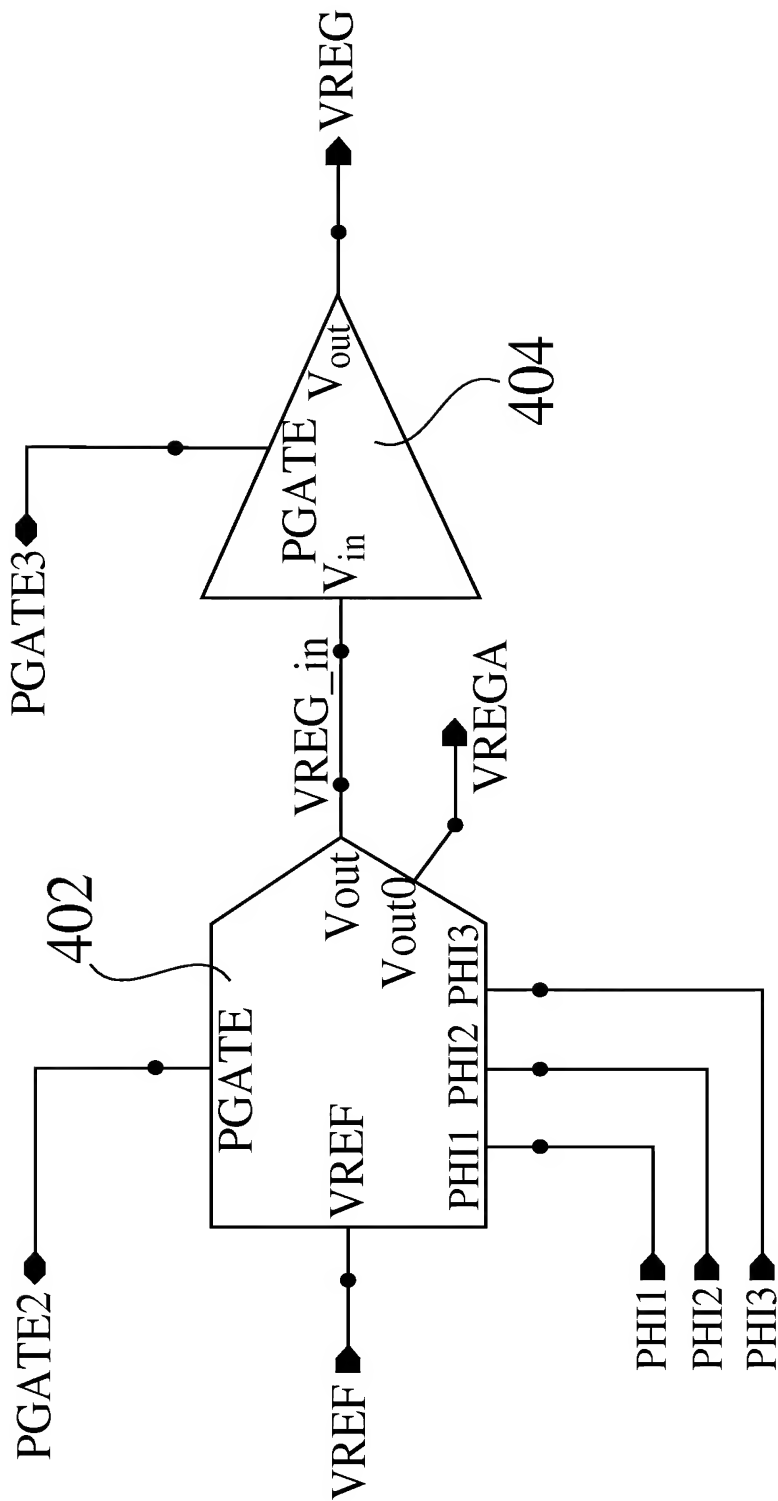 PGATE2
402
PGATE
VREF
VREF
Vout
Vout0
PHI1 PHI2 PHI3
PHI1
PHI2
PHI3
VREG_in
VREGA
PGATE3
PGATE
Vin
Vout
404
VREG